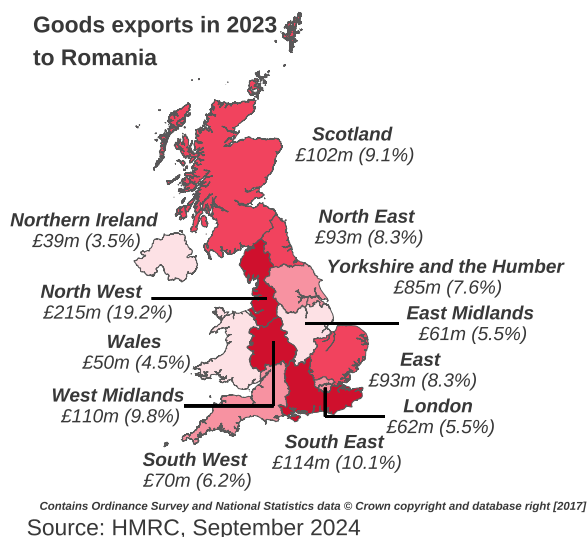 Goods exports in 2023
to Romania
Scotland
£102m (9.1%)
Northern Ireland
£39m (3.5%)
North East
£93m (8.3%)
Yorkshire and the Humber
£85m (7.6%)
North West
£215m (19.2%)
East Midlands
£61m (5.5%)
Wales
£50m (4.5%)
East
£93m (8.3%)
West Midlands
£110m (9.8%)
London
£62m (5.5%)
South East
£114m (10.1%)
South West
£70m (6.2%)
Contains Ordinance Survey and National Statistics data © Crown copyright and database right [2017]
Source: HMRC, September 2024